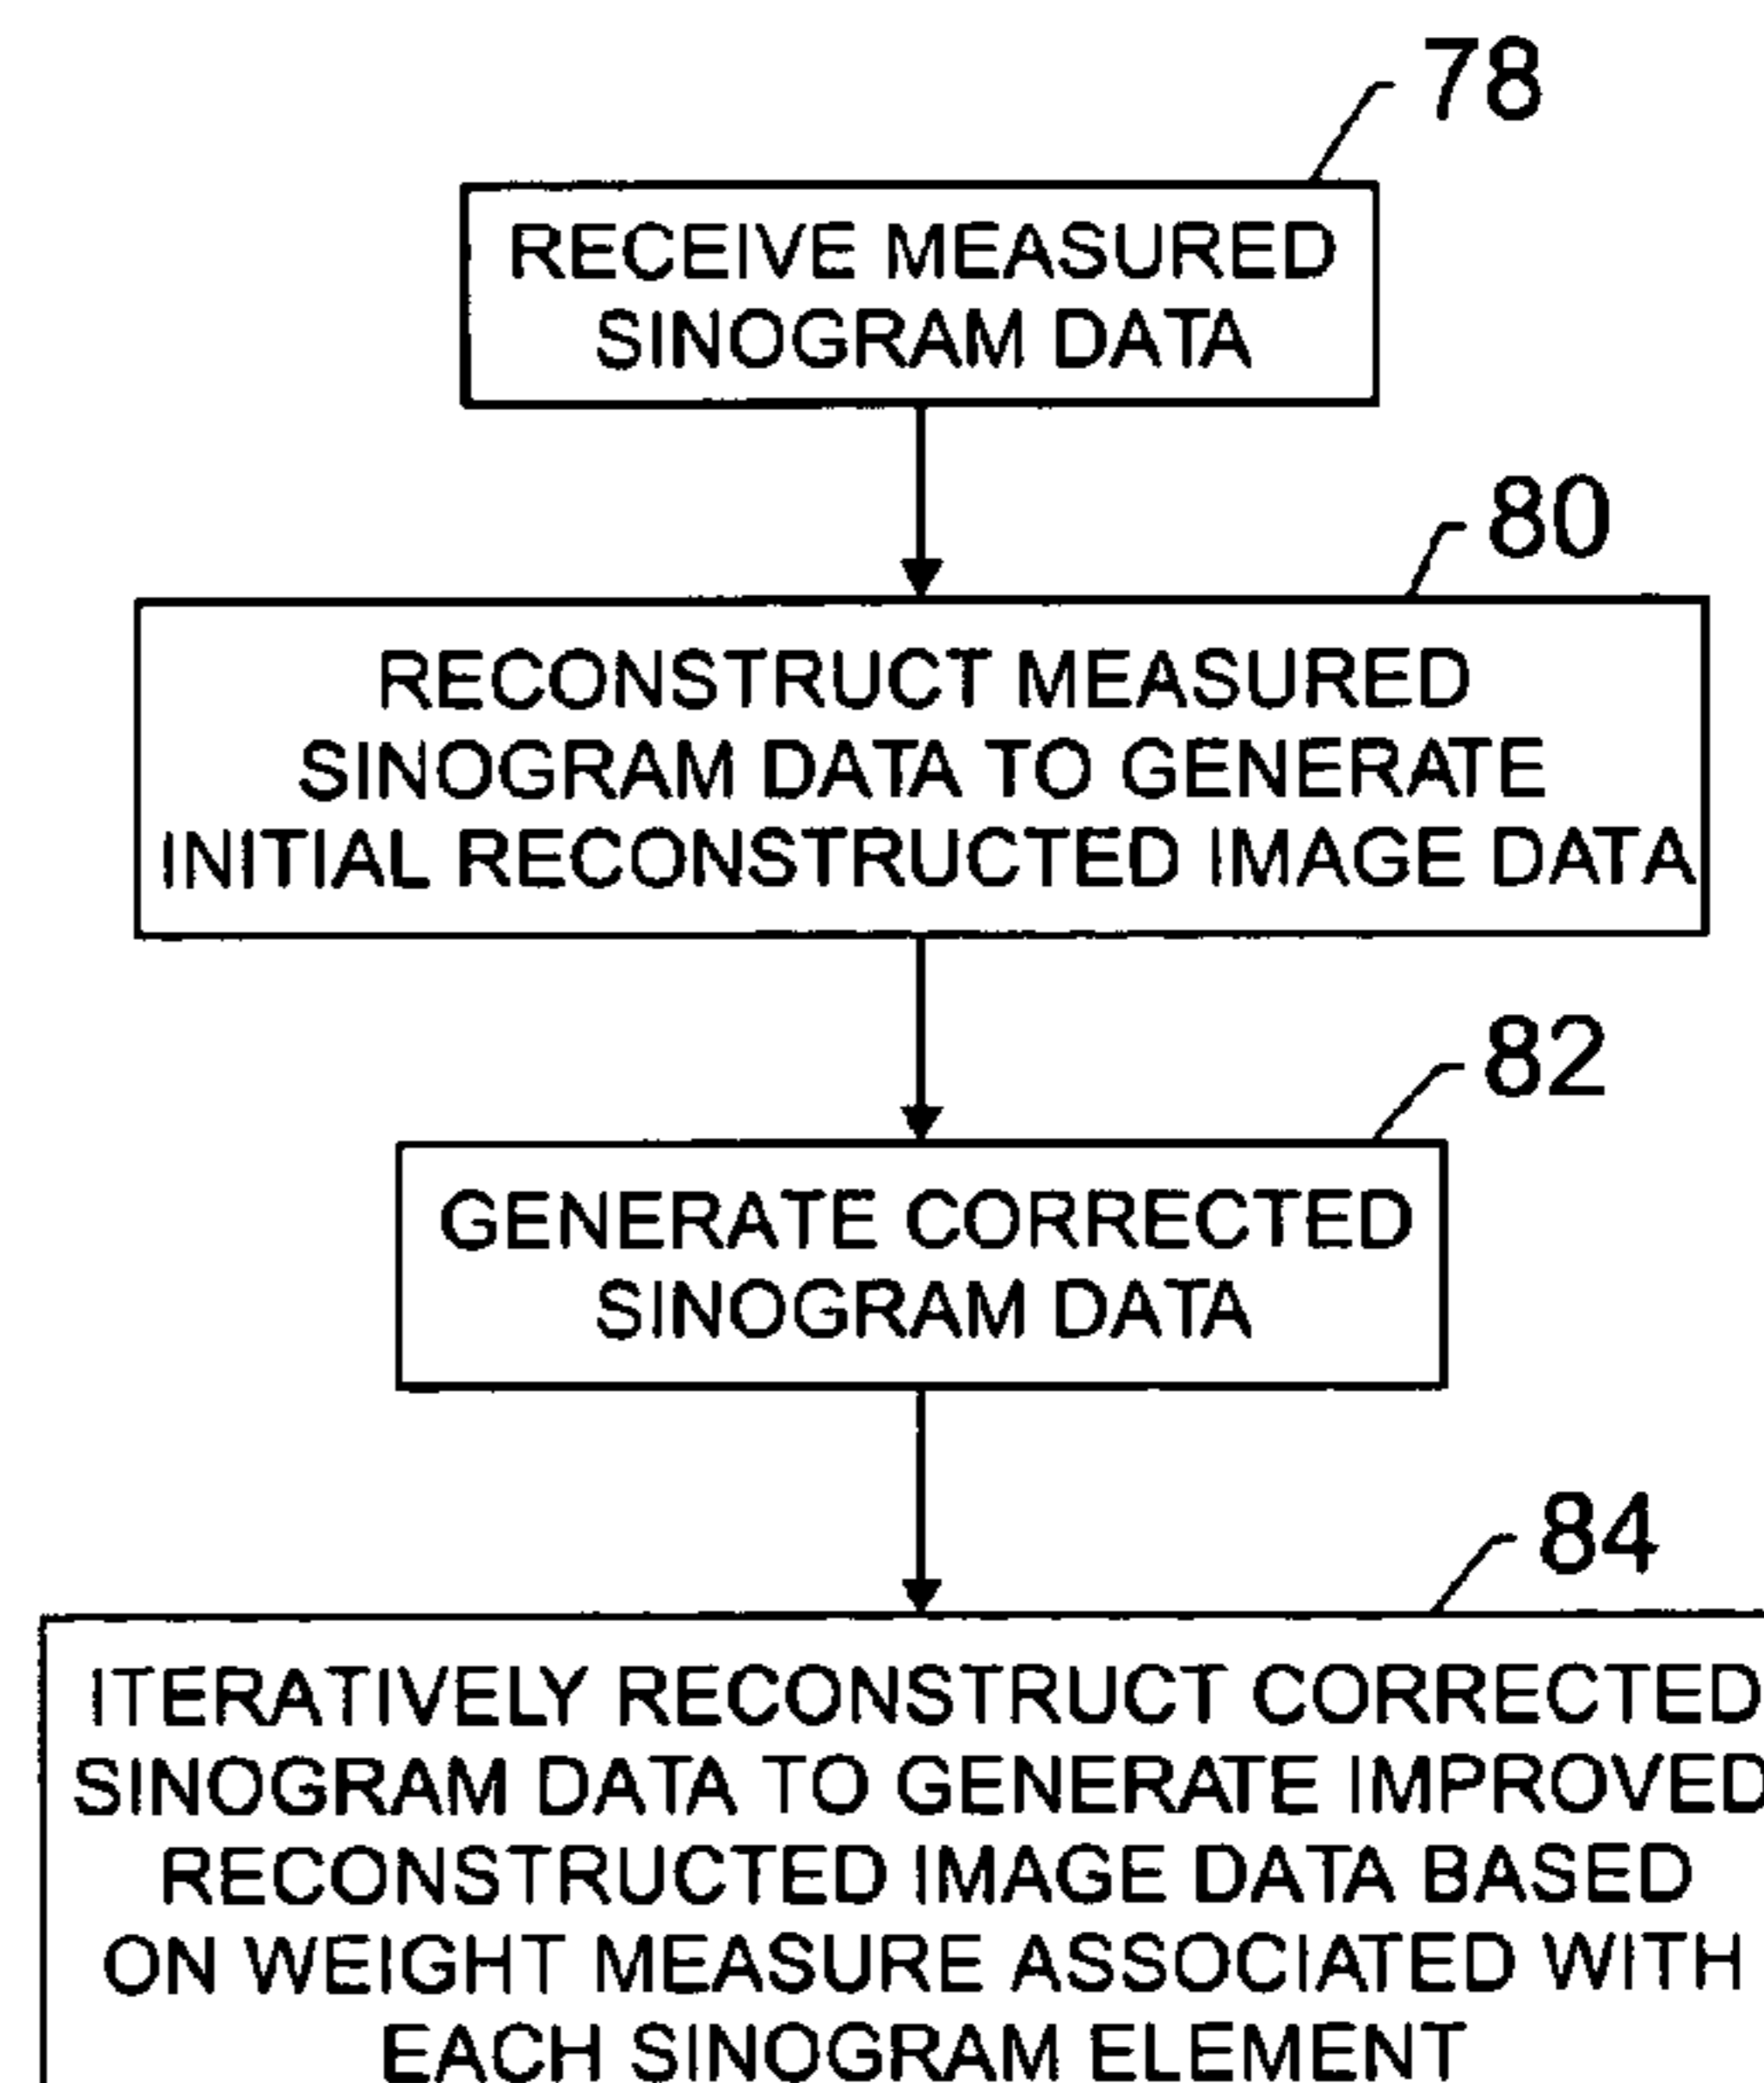 78
RECEIVE MEASURED
SINOGRAM DATA
80
RECONSTRUCT MEASURED
SINOGRAM DATA TO GENERATE
INITIAL RECONSTRUCTED IMAGE DATA
82
GENERATE CORRECTED
SINOGRAM DATA
84
ITERATIVELY RECONSTRUCT CORRECTED
SINOGRAM DATA TO GENERATE IMPROVED
RECONSTRUCTED IMAGE DATA BASED
ON WEIGHT MEASURE ASSOCIATED WITH
EACH SINOGRAM ELEMENT